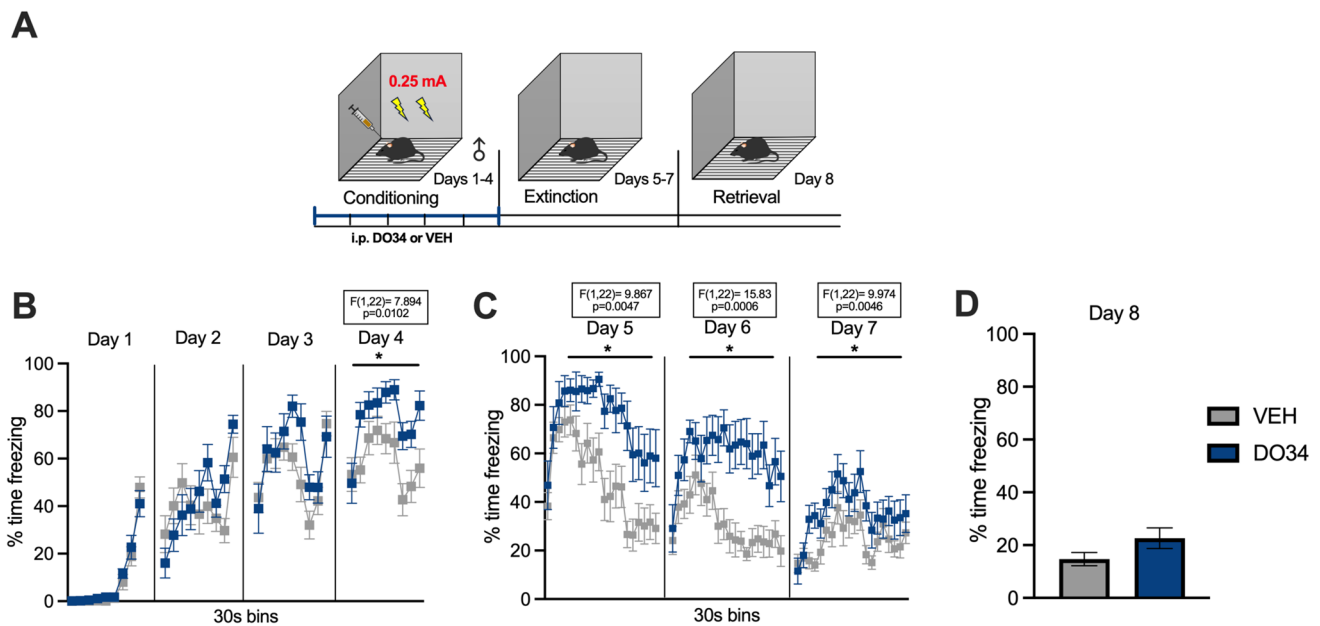 A
0.25 mA
♂
Days 1-4
Days 5-7
Day 8
Conditioning
Extinction
Retrieval
i.p. DO34 or VEH
B
F(1,22)= 7.894
p=0.0102
Day 1
Day 2
Day 3
Day 4
*
% time freezing
100
80
60
40
20
0
30s bins
C
F(1,22)= 9.867
p=0.0047
F(1,22)= 15.83
p=0.0006
F(1,22)= 9.974
p=0.0046
Day 5
Day 6
Day 7
*
*
*
% time freezing
100
80
60
40
20
0
30s bins
D
Day 8
% time freezing
100
80
60
40
20
0
VEH
DO34